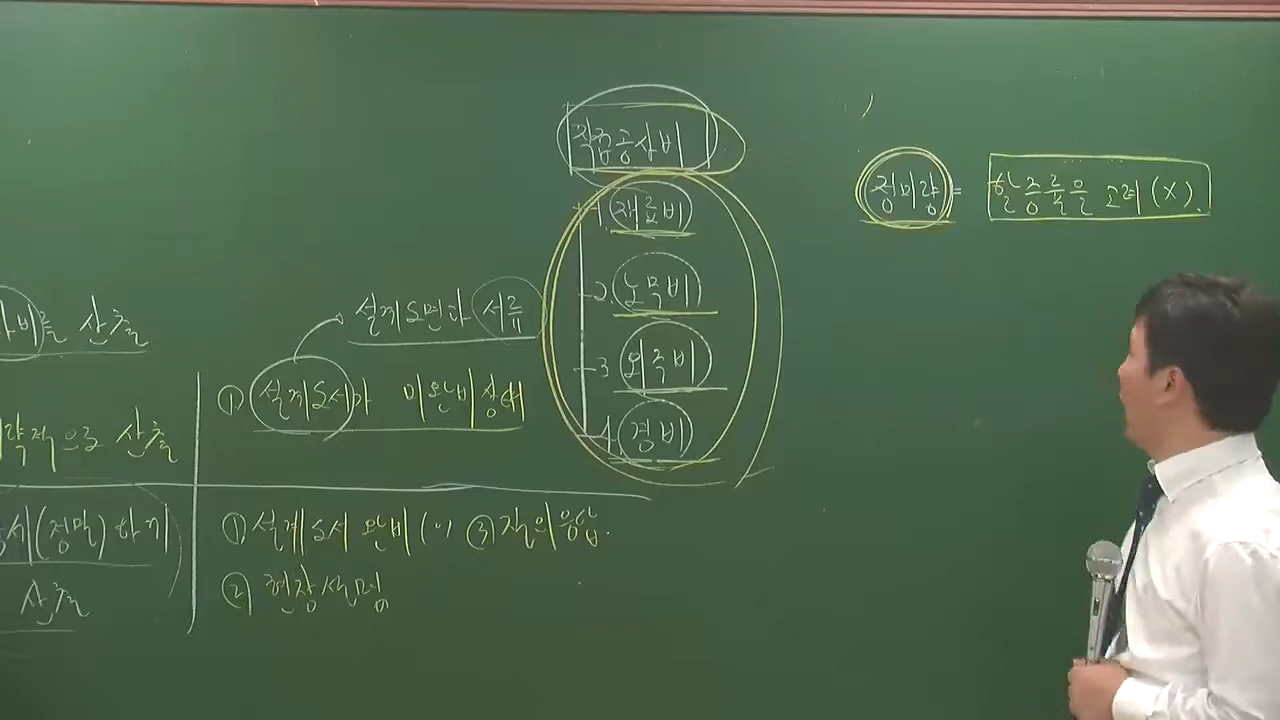 직접공사비
1. 재료비
2. 노무비
3. 외주비
4. 경비
정미량 = 할증률을 고려 (X).
비를 산출
설계도면과 서류
① 설계도서가 미완비상태
략적으로 산출
(정밀)하게
산출
① 설계도서 완비 ③ 질의응답.
② 현장설명